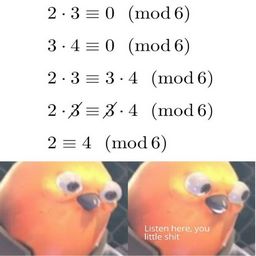 2 · 3 ≡ 0 (mod 6)
3 · 4 ≡ 0 (mod 6)
2 · 3 ≡ 3 · 4 (mod 6)
2 · 3̸ ≡ 3̸ · 4 (mod 6)
2 ≡ 4 (mod 6)
Listen here, you
little shit